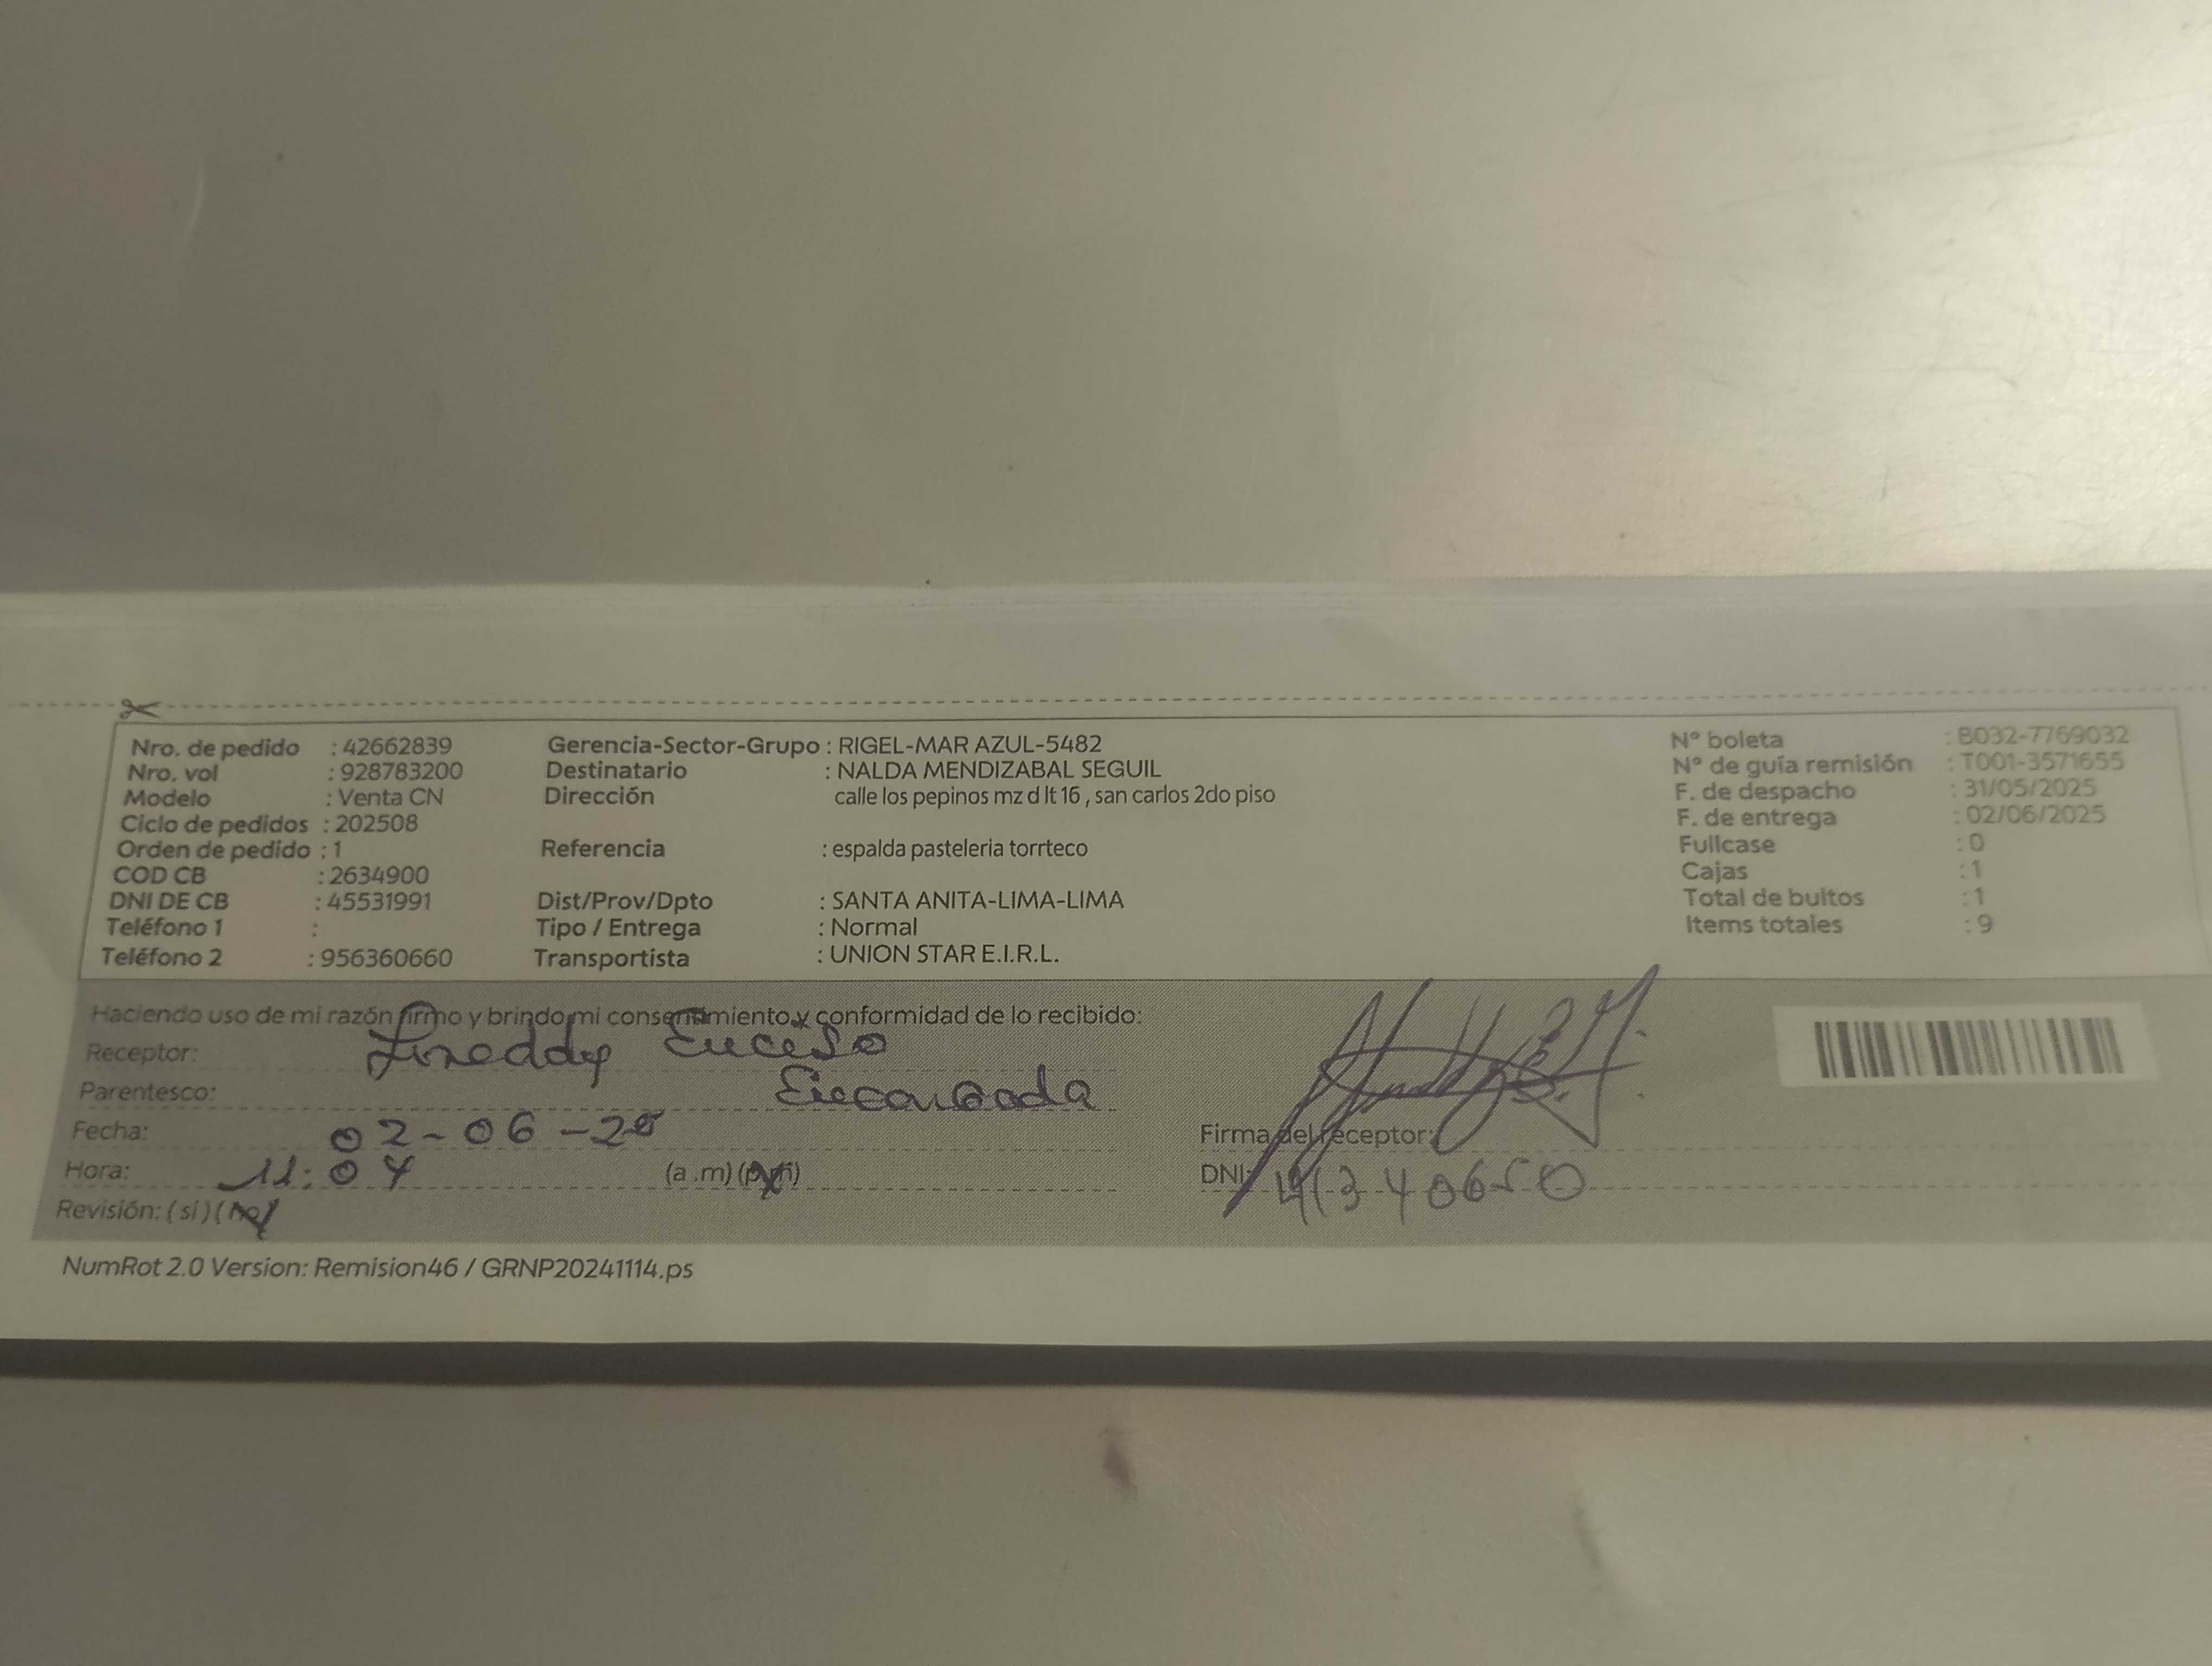 Nro. de pedido : 42662839
Nro. vol : 928783200
Modelo : Venta CN
Ciclo de pedidos : 202508
Orden de pedido : 1
COD CB : 2634900
DNI DE CB : 45531991
Teléfono 1 :
Teléfono 2 : 956360660
Gerencia-Sector-Grupo : RIGEL-MAR AZUL-5482
Destinatario : NALDA MENDIZABAL SEGUIL
Dirección calle los pepinos mz d lt 16 , san carlos 2do piso
Referencia : espalda pasteleria torrteco
Dist/Prov/Dpto : SANTA ANITA-LIMA-LIMA
Tipo / Entrega : Normal
Transportista : UNION STAR E.I.R.L.
N° boleta : B032-7769032
N° de guía remisión : T001-3571655
F. de despacho : 31/05/2025
F. de entrega : 02/06/2025
Fullcase : 0
Cajas : 1
Total de bultos : 1
Items totales : 9
Haciendo uso de mi razón firmo y brindo mi consentimiento y conformidad de lo recibido:
Receptor: Freddy
Parentesco:
Fecha: 02-06-25
Hora: 11:04 (a .m) (p.m)
Revisión: ( si ) ( no )
Firma del receptor:
DNI: 41340650
NumRot 2.0 Version: Remision46 / GRNP20241114.ps